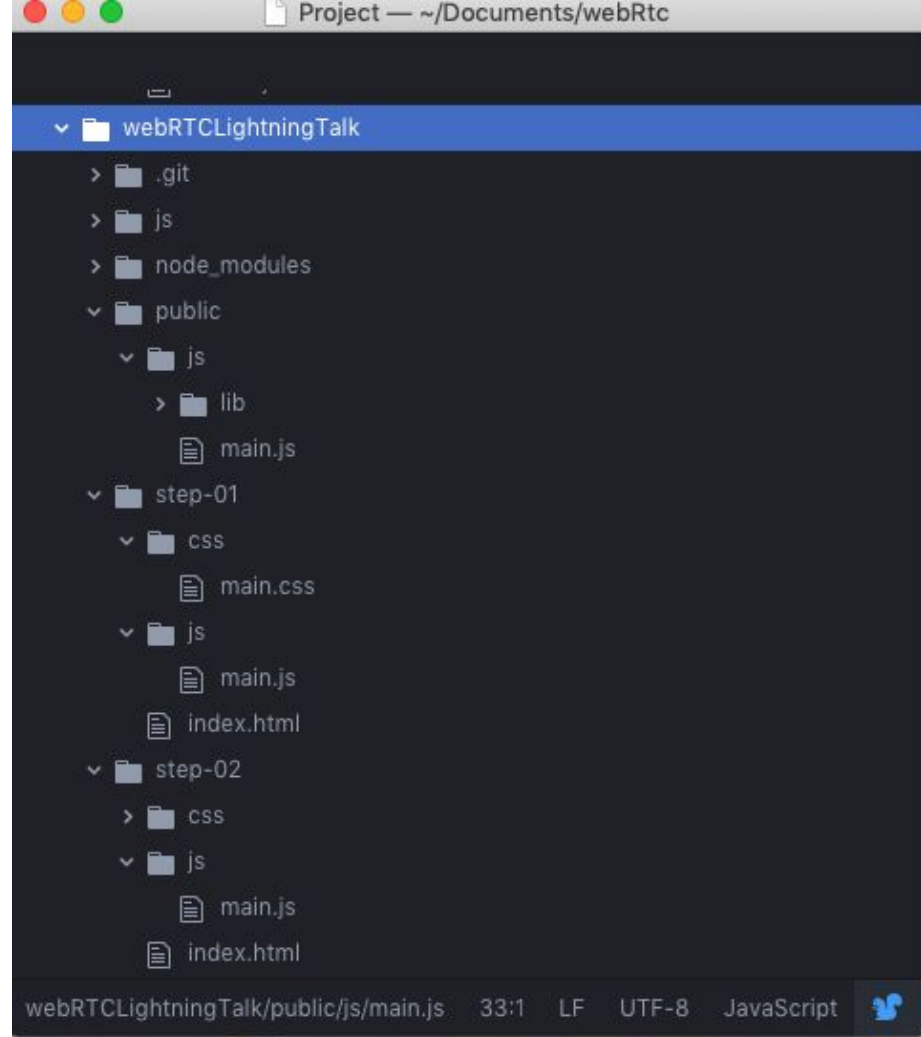 Project — ~/Documents/webRtc
webRTCLightningTalk
.git
js
node_modules
public
js
lib
main.js
step-01
css
main.css
js
main.js
index.html
step-02
css
js
main.js
index.html
webRTCLightningTalk/public/js/main.js 33:1 LF UTF-8 JavaScript